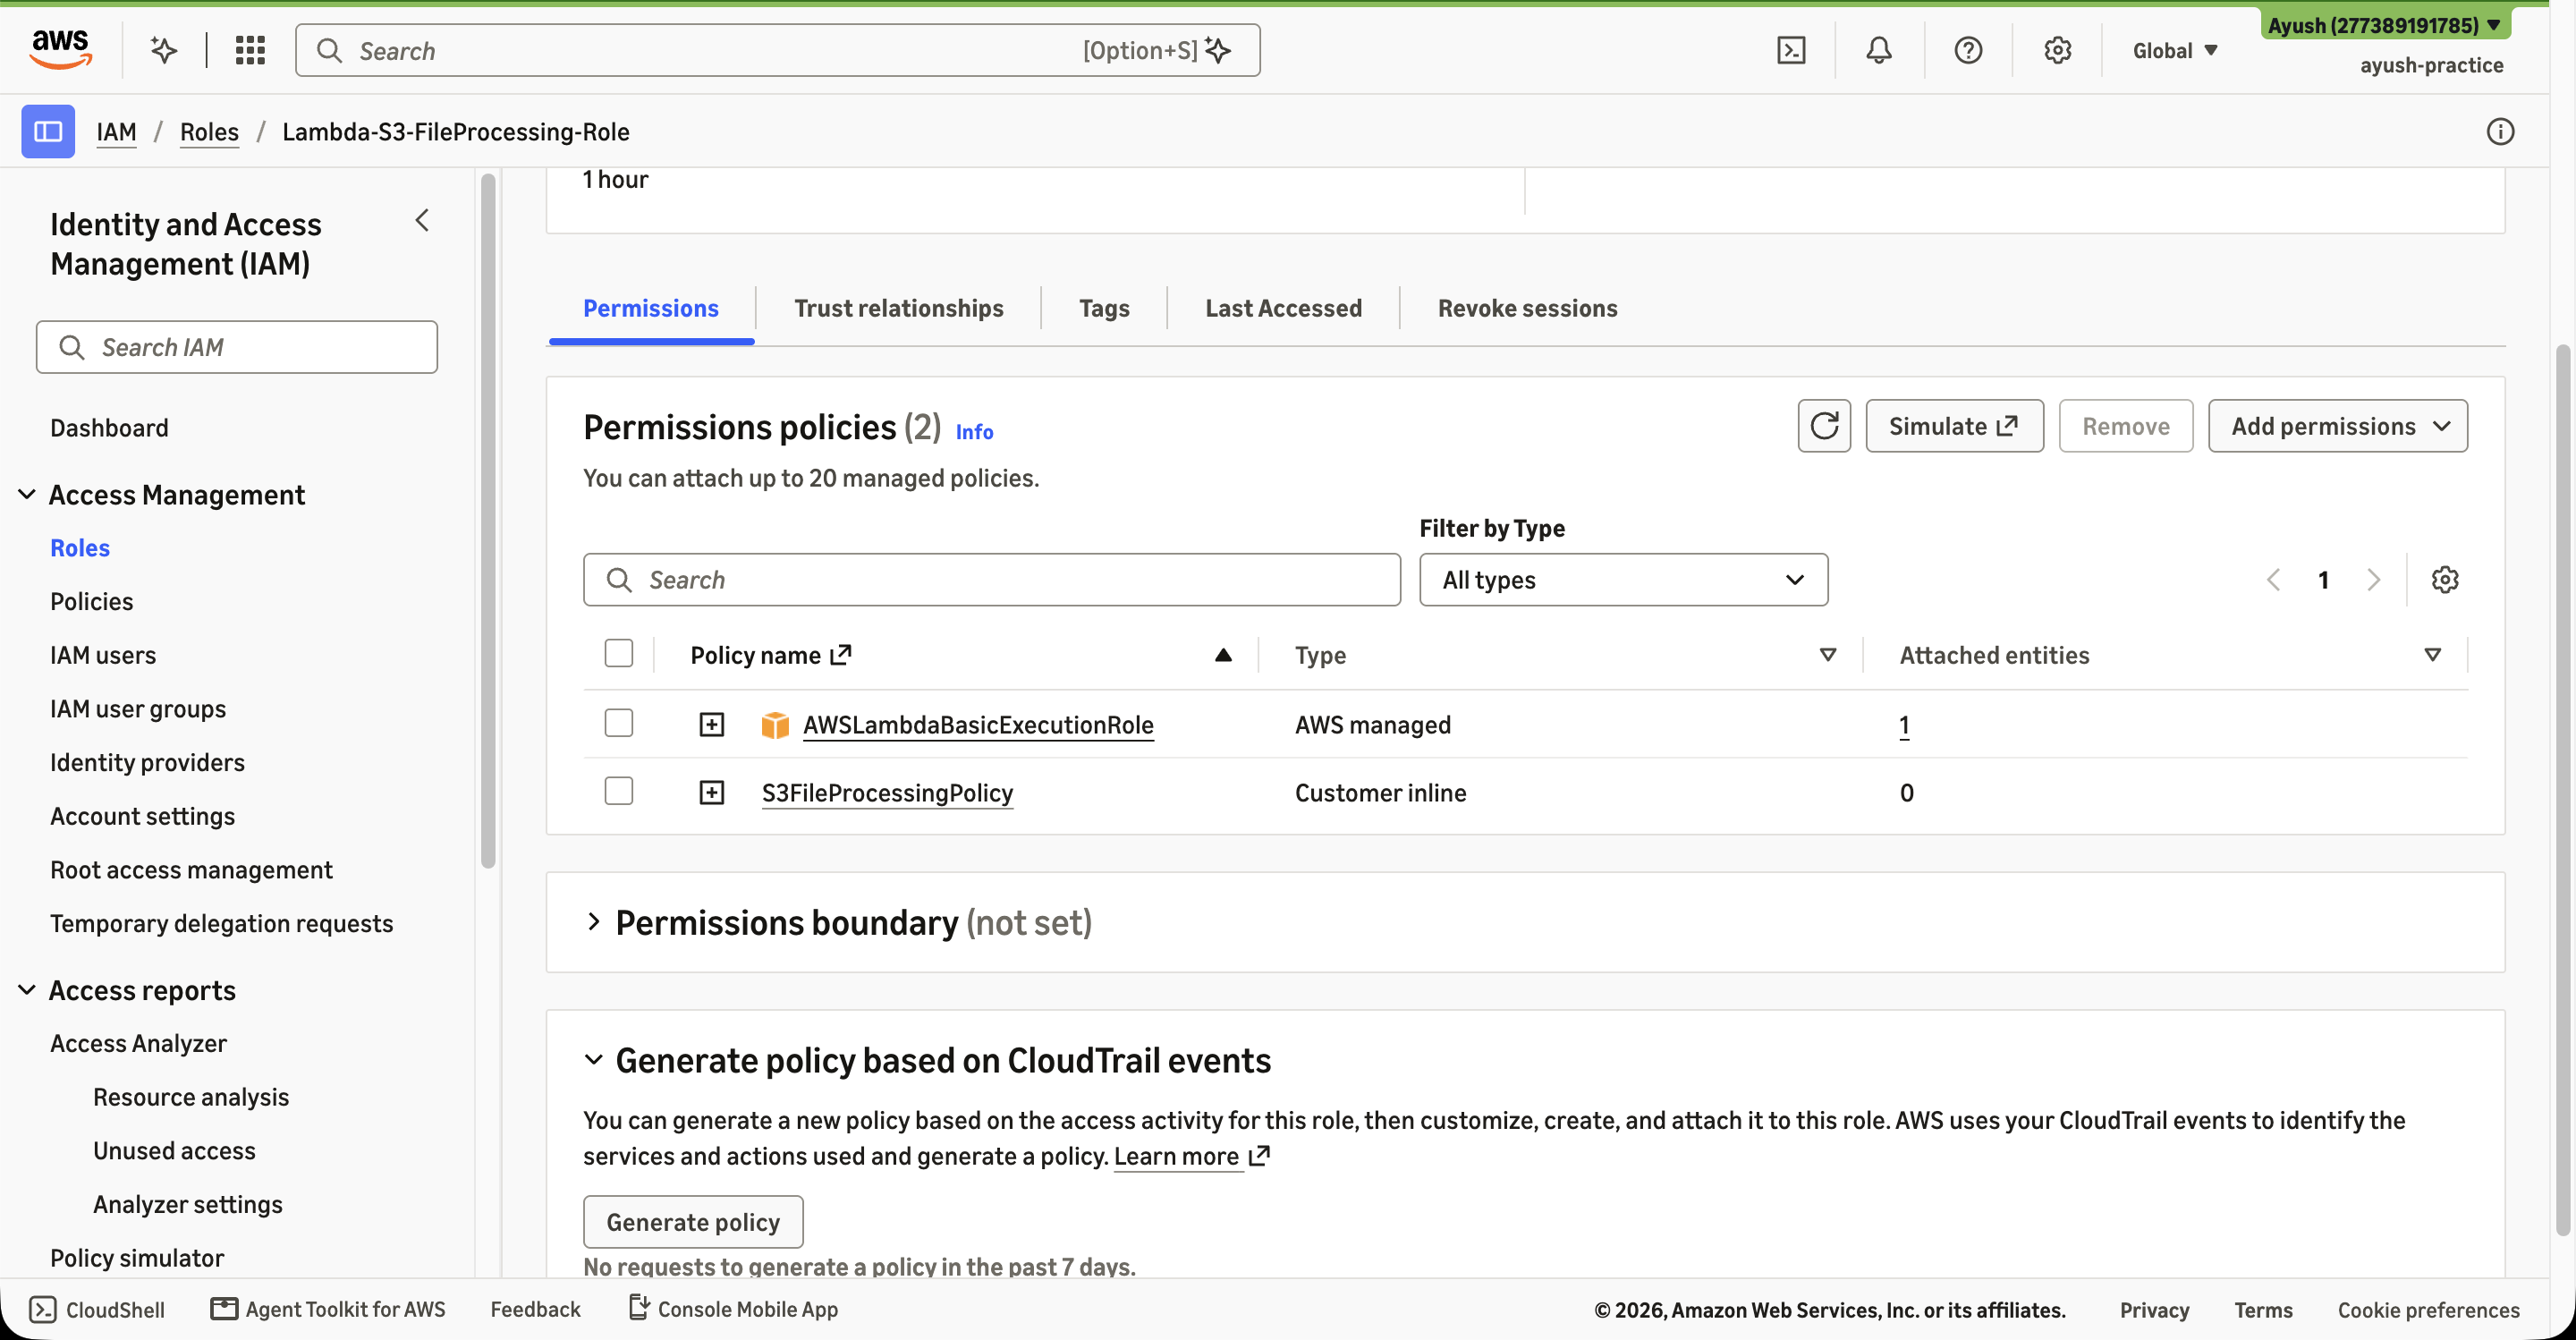 aws
Search
[Option+S]
Global
Ayush (277389191785)
ayush-practice
IAM / Roles / Lambda-S3-FileProcessing-Role
Identity and Access
Management (IAM)
Search IAM
Dashboard
Access Management
Roles
Policies
IAM users
IAM user groups
Identity providers
Account settings
Root access management
Temporary delegation requests
Access reports
Access Analyzer
Resource analysis
Unused access
Analyzer settings
Policy simulator
1 hour
Permissions
Trust relationships
Tags
Last Accessed
Revoke sessions
Permissions policies (2) Info
You can attach up to 20 managed policies.
Simulate
Remove
Add permissions
Filter by Type
Search
All types
1
Policy name
Type
Attached entities
AWSLambdaBasicExecutionRole
AWS managed
1
S3FileProcessingPolicy
Customer inline
0
Permissions boundary (not set)
Generate policy based on CloudTrail events
You can generate a new policy based on the access activity for this role, then customize, create, and attach it to this role. AWS uses your CloudTrail events to identify the
services and actions used and generate a policy. Learn more
Generate policy
No requests to generate a policy in the past 7 days.
CloudShell
Agent Toolkit for AWS
Feedback
Console Mobile App
© 2026, Amazon Web Services, Inc. or its affiliates.
Privacy
Terms
Cookie preferences